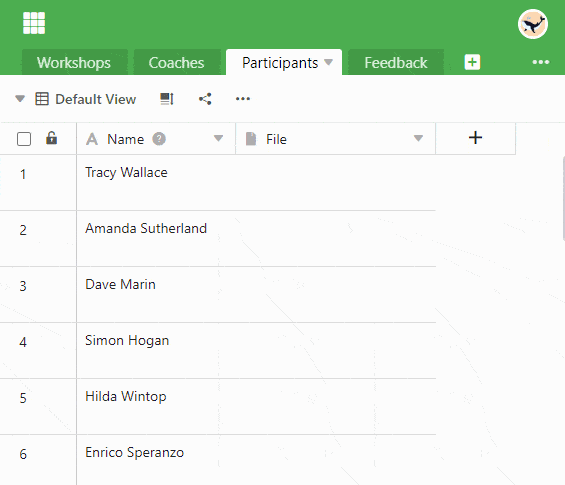 Workshops Coaches Participants Feedback
Default View
Name ? File
1 Tracy Wallace
2 Amanda Sutherland
3 Dave Marin
4 Simon Hogan
5 Hilda Wintop
6 Enrico Speranzo